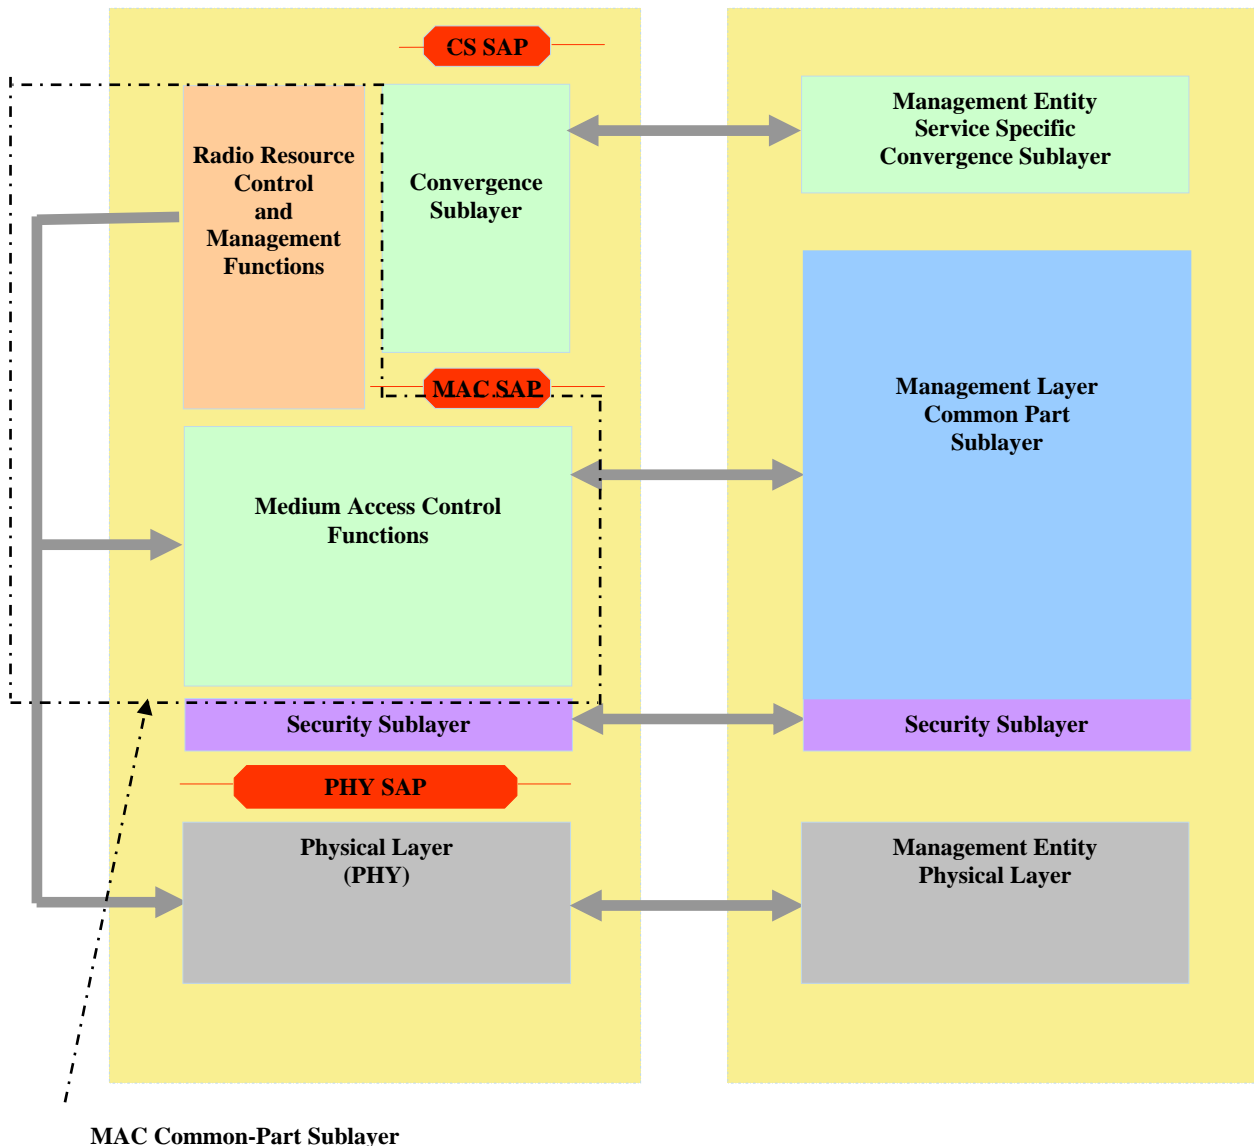 CS SAP
Radio Resource
Control
and
Management
Functions
Convergence
Sublayer
Management Entity
Service Specific
Convergence Sublayer
MAC SAP
Management Layer
Common Part
Sublayer
Medium Access Control
Functions
Security Sublayer
Security Sublayer
PHY SAP
Physical Layer
(PHY)
Management Entity
Physical Layer
MAC Common-Part Sublayer